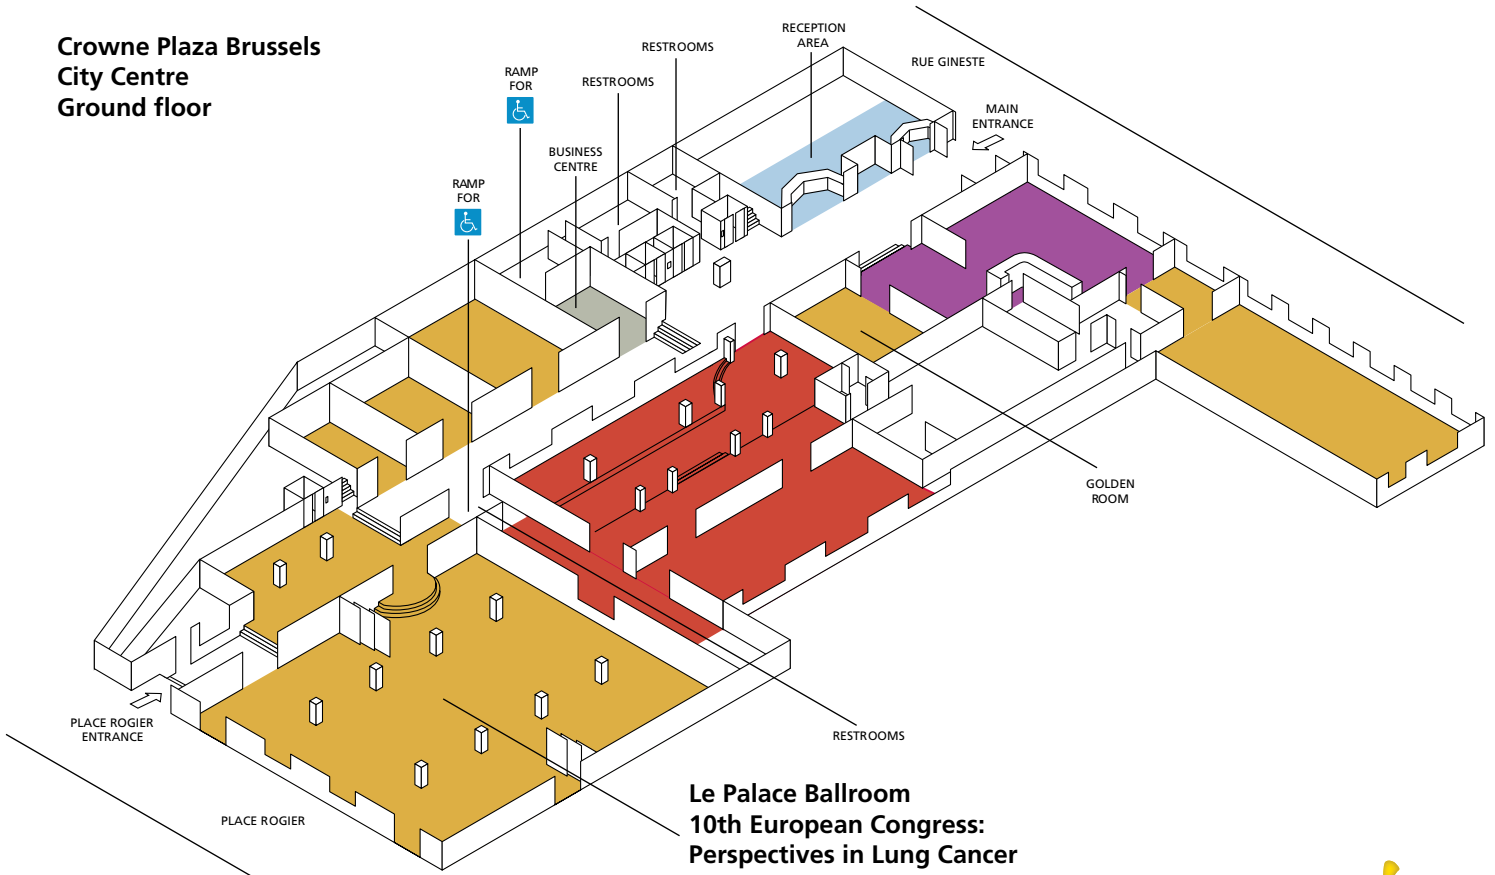 Crowne Plaza Brussels
City Centre
Ground floor
RAMP
FOR
RESTROOMS
RESTROOMS
RECEPTION
AREA
RUE GINESTE
MAIN
ENTRANCE
BUSINESS
CENTRE
RAMP
FOR
GOLDEN
ROOM
PLACE ROGIER
ENTRANCE
RESTROOMS
PLACE ROGIER
Le Palace Ballroom
10th European Congress:
Perspectives in Lung Cancer